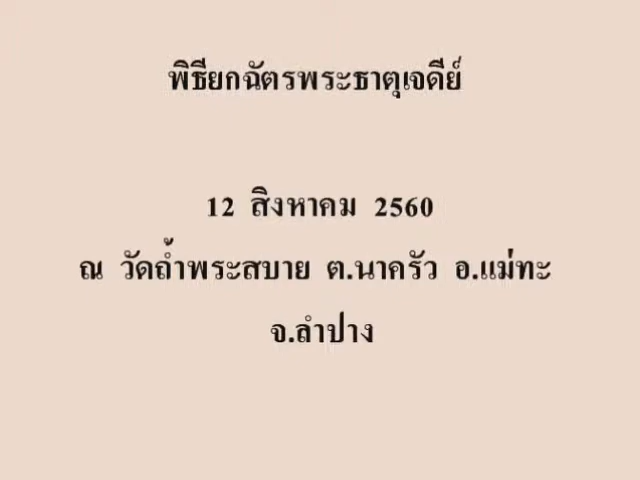 พิธียกฉัตรพระธาตุเจดีย์
12 สิงหาคม 2560
ณ วัดถ้ำพระสบาย ต.นาครัว อ.แม่ทะ
จ.ลำปาง